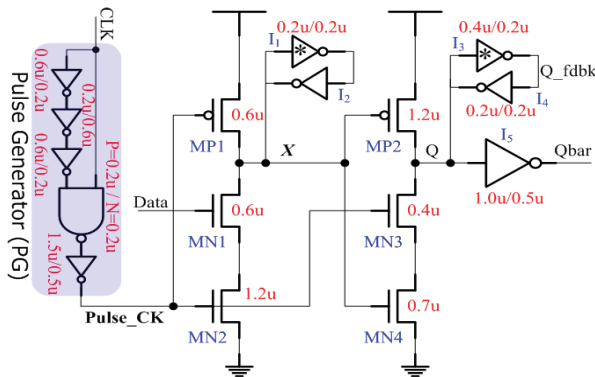 CLK
Pulse Generator (PG)
0.6u/0.2u
0.2u/0.6u
0.6u/0.2u
P=0.2u / N=0.2u
1.5u/0.5u
Pulse_CK
Data
0.2u/0.2u
I1
*
I2
0.6u
MP1
X
0.6u
MN1
1.2u
MN2
0.4u/0.2u
I3
*
Q_fdbk
I4
0.2u/0.2u
1.2u
MP2
Q
I5
Qbar
1.0u/0.5u
0.4u
MN3
0.7u
MN4